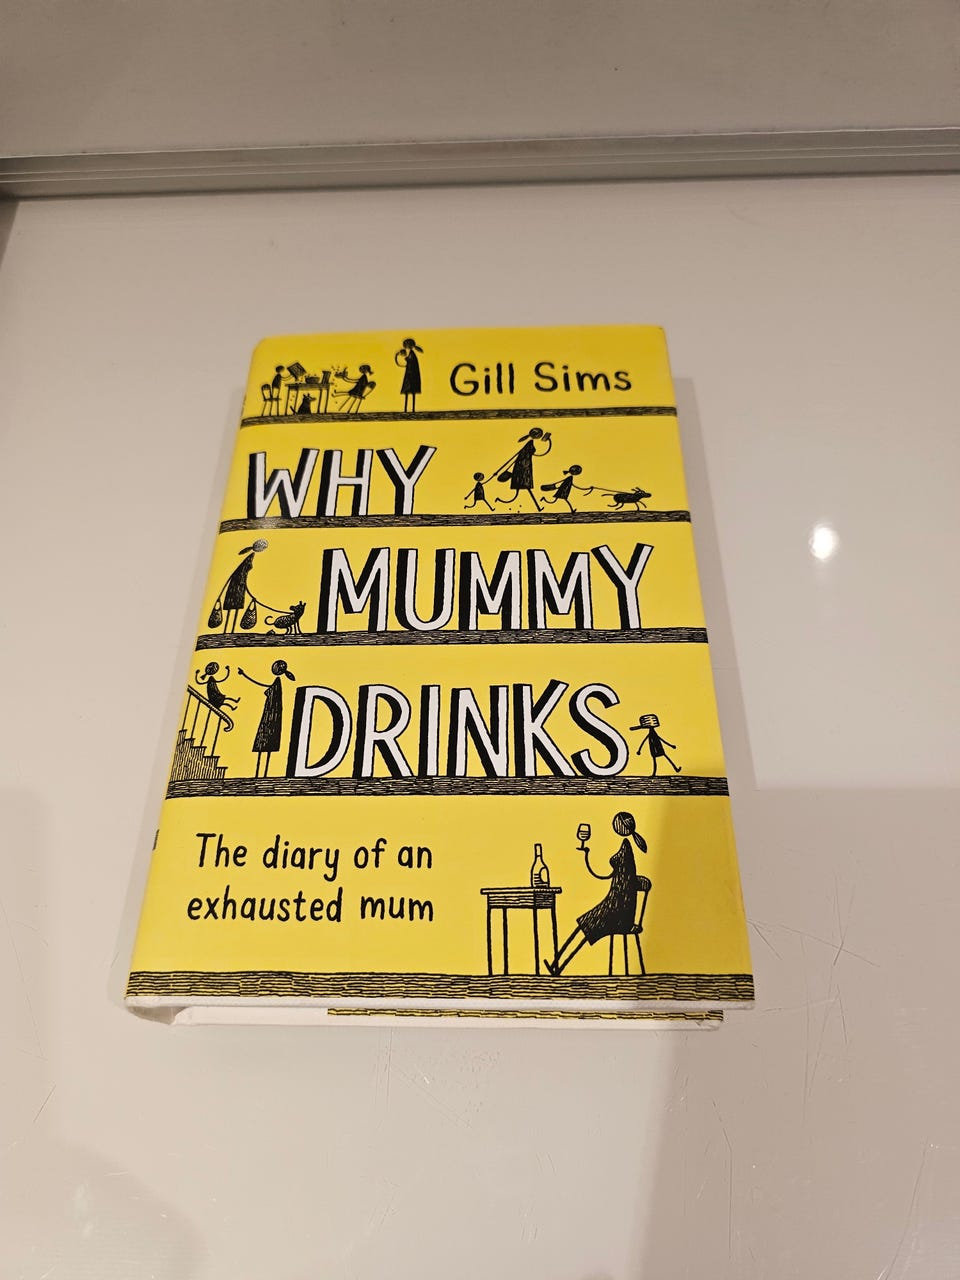 Gill Sims
WHY
MUMMY
DRINKS
The diary of an
exhausted mum